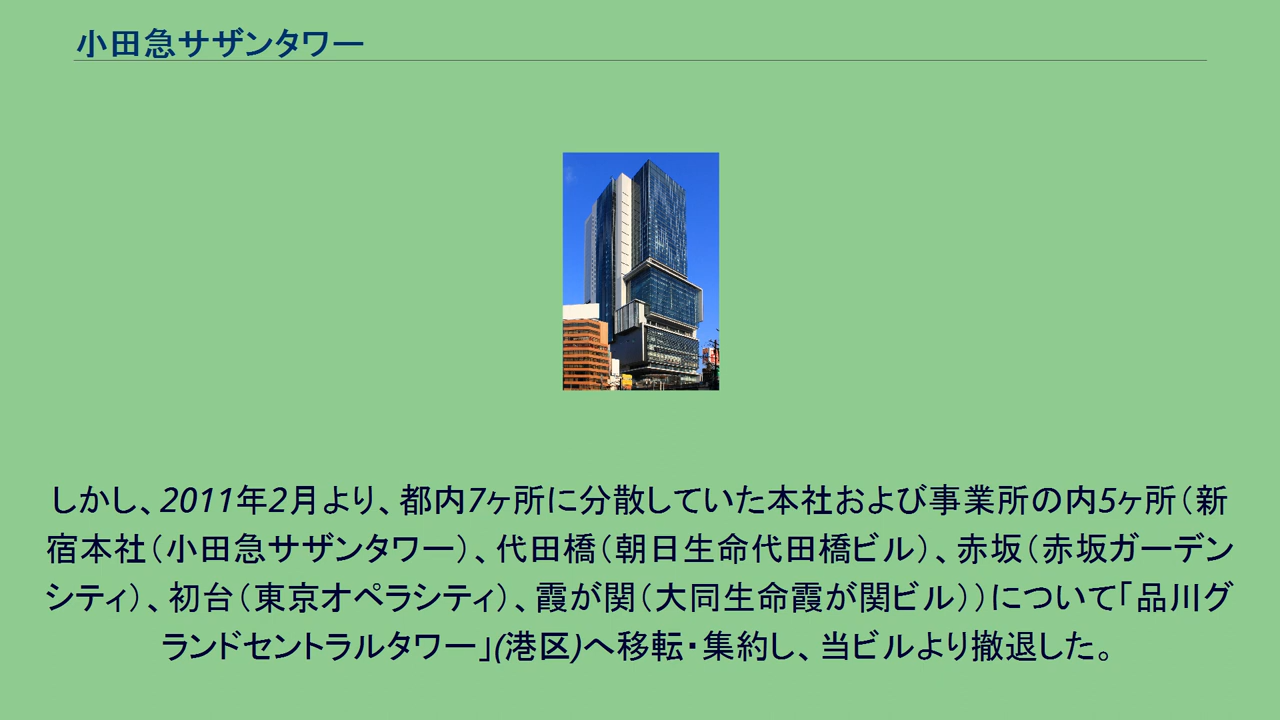 小田急サザンタワー
しかし、2011年2月より、都内7ヶ所に分散していた本社および事業所の内5ヶ所（新
宿本社（小田急サザンタワー）、代田橋（朝日生命代田橋ビル）、赤坂（赤坂ガーデン
シティ）、初台（東京オペラシティ）、霞が関（大同生命霞が関ビル））について「品川グ
ランドセントラルタワー」(港区)へ移転・集約し、当ビルより撤退した。